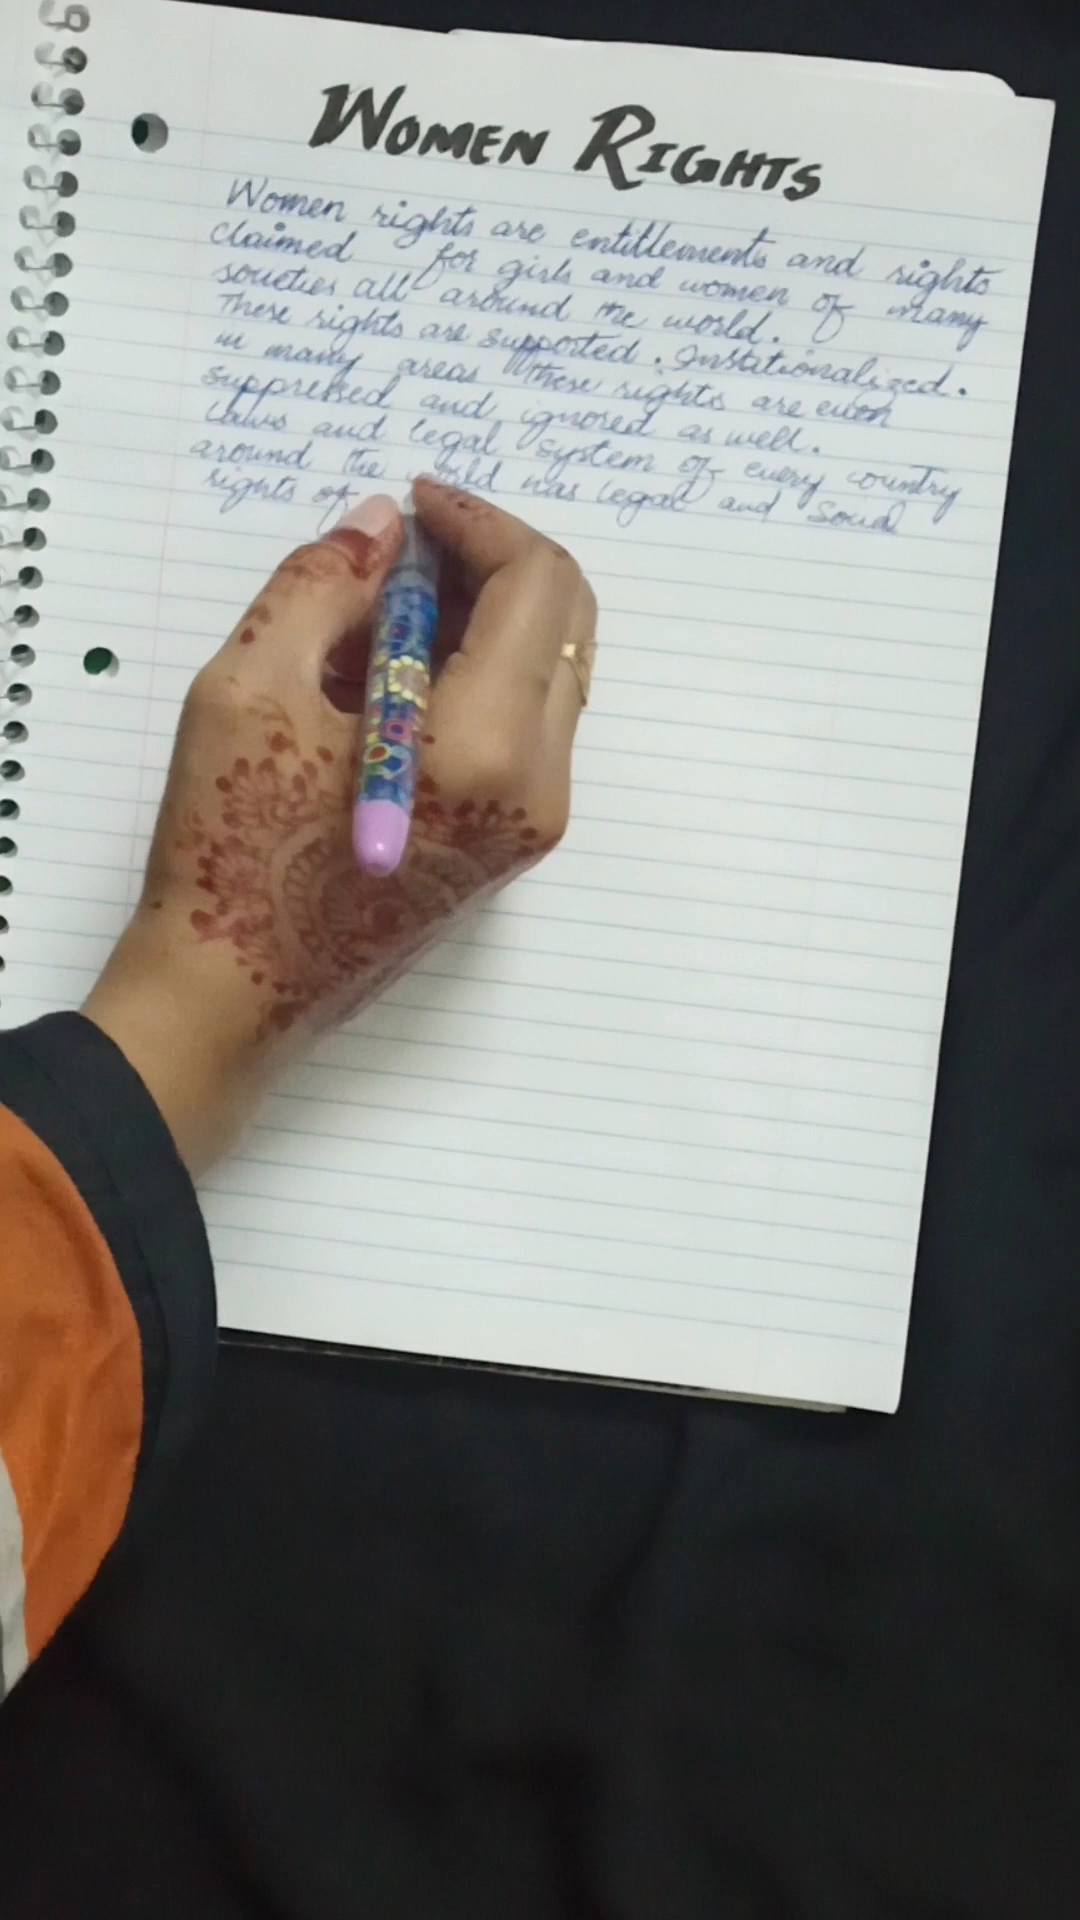 WOMEN RIGHTS
Women rights are entitlements and rights
claimed for girls and women of many
societies all around the world.
These rights are supported. Instationalized.
in many areas these rights are even
suppressed and ignored as well.
Laws and legal system of every country
around the world has legal and social
rights of